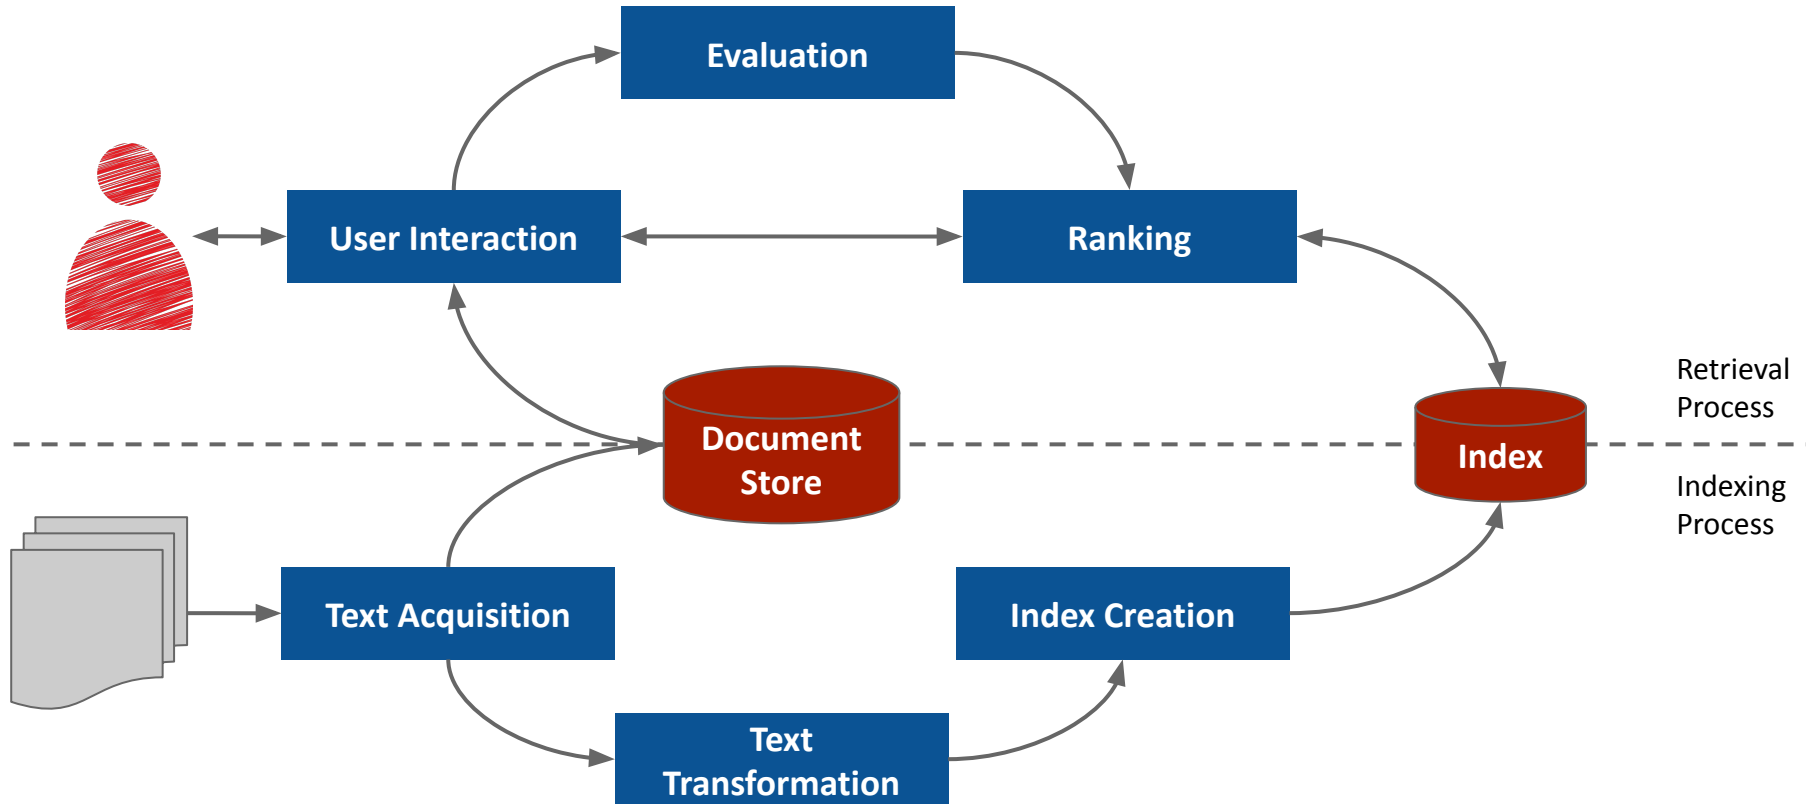 Evaluation
User Interaction
Ranking
Retrieval
Process
Document
Store
Index
Indexing
Process
Text Acquisition
Index Creation
Text
Transformation